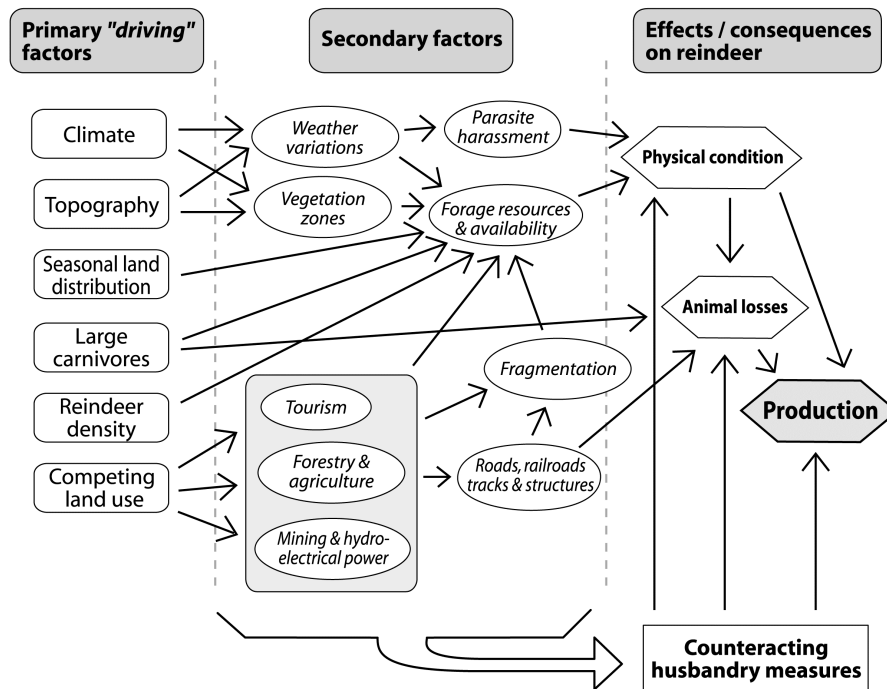 Primary "driving"
factors
Secondary factors
Effects / consequences
on reindeer
Climate
Topography
Seasonal land
distribution
Large
carnivores
Reindeer
density
Competing
land use
Weather
variations
Vegetation
zones
Parasite
harassment
Forage resources
& availability
Fragmentation
Tourism
Forestry &
agriculture
Mining & hydro-
electrical power
Roads, railroads
tracks & structures
Physical condition
Animal losses
Production
Counteracting
husbandry measures